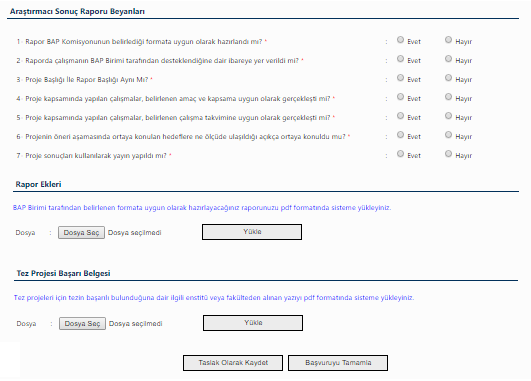 Araştırmacı Sonuç Raporu Beyanları
1 - Rapor BAP Komisyonunun belirlediği formata uygun olarak hazırlandı mı? * : Evet Hayır
2 - Raporda çalışmanın BAP Birimi tarafından desteklendiğine dair ibareye yer verildi mi? * : Evet Hayır
3 - Proje Başlığı İle Rapor Başlığı Aynı Mı? * : Evet Hayır
4 - Proje kapsamında yapılan çalışmalar, belirlenen amaç ve kapsama uygun olarak gerçekleşti mi? * : Evet Hayır
5 - Proje kapsamında yapılan çalışmalar, belirlenen çalışma takvimine uygun olarak gerçekleşti mi? * : Evet Hayır
6 - Projenin öneri aşamasında ortaya konulan hedeflere ne ölçüde ulaşıldığı açıkça ortaya konuldu mu? * : Evet Hayır
7 - Proje sonuçları kullanılarak yayın yapıldı mı? * : Evet Hayır
Rapor Ekleri
BAP Birimi tarafından belirlenen formata uygun olarak hazırlayacağınız raporunuzu pdf formatında sisteme yükleyiniz.
Dosya : Dosya Seç Dosya seçilmedi Yükle
Tez Projesi Başarı Belgesi
Tez projeleri için tezin başarılı bulunduğuna dair ilgili enstitü veya fakülteden alınan yazıyı pdf formatında sisteme yükleyiniz.
Dosya : Dosya Seç Dosya seçilmedi Yükle
Taslak Olarak Kaydet Başvuruyu Tamamla